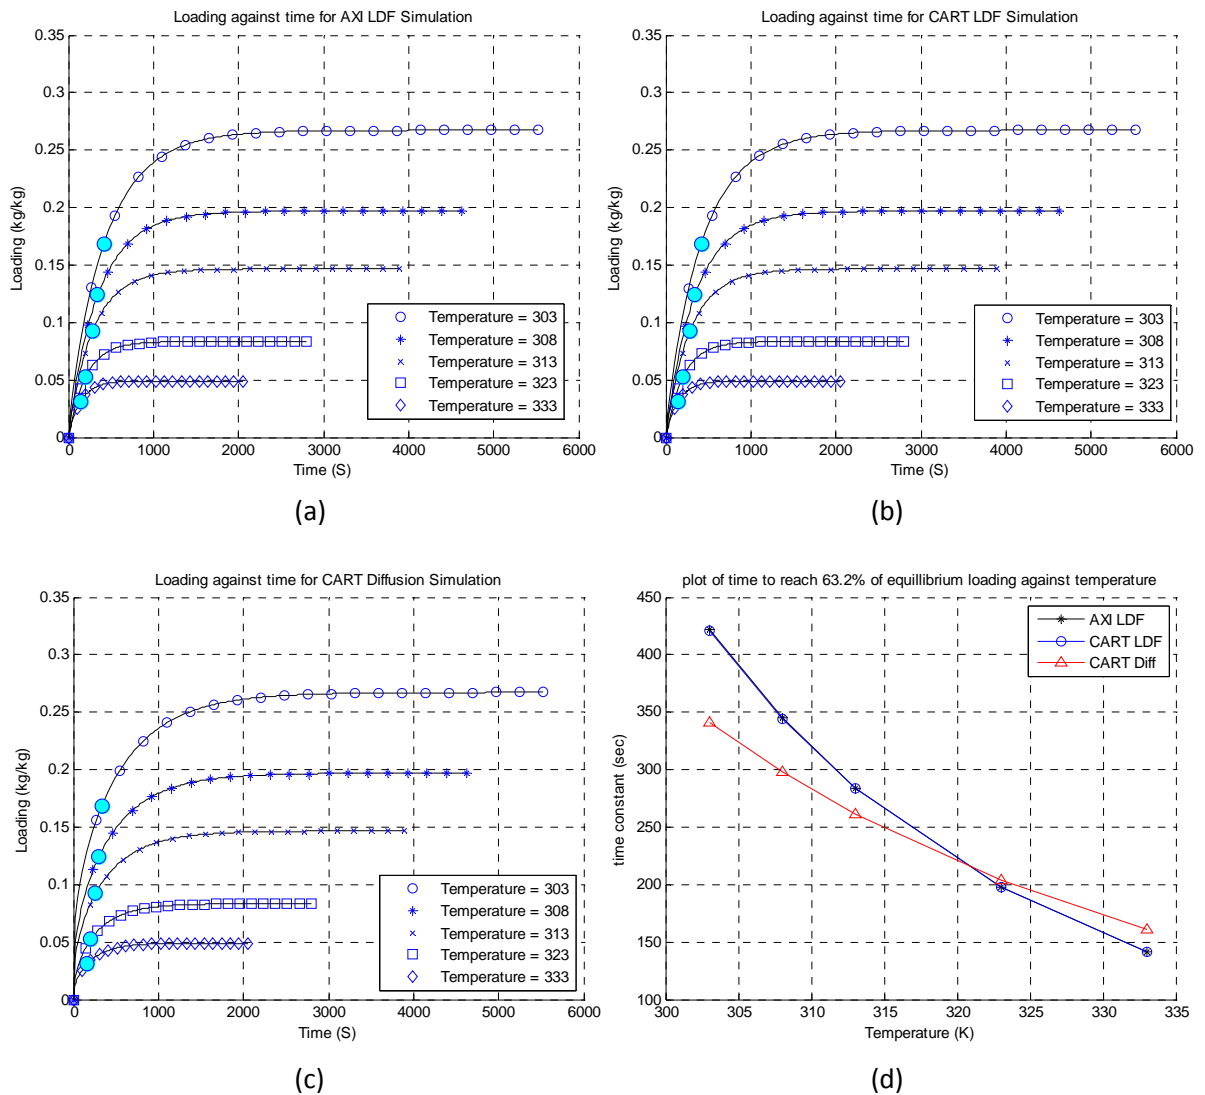 Loading against time for AXI LDF Simulation
0.35
0.3
0.25
0.2
0.15
0.1
0.05
0
Loading (kg/kg)
Temperature = 303
Temperature = 308
Temperature = 313
Temperature = 323
Temperature = 333
0 1000 2000 3000 4000 5000 6000
Time (S)
(a)
Loading against time for CART LDF Simulation
0.35
0.3
0.25
0.2
0.15
0.1
0.05
0
Loading (kg/kg)
Temperature = 303
Temperature = 308
Temperature = 313
Temperature = 323
Temperature = 333
0 1000 2000 3000 4000 5000 6000
Time (S)
(b)
Loading against time for CART Diffusion Simulation
0.35
0.3
0.25
0.2
0.15
0.1
0.05
0
Loading (kg/kg)
Temperature = 303
Temperature = 308
Temperature = 313
Temperature = 323
Temperature = 333
0 1000 2000 3000 4000 5000 6000
Time (S)
(c)
plot of time to reach 63.2% of equillibrium loading against temperature
450
400
350
300
250
200
150
100
time constant (sec)
AXI LDF
CART LDF
CART Diff
300 305 310 315 320 325 330 335
Temperature (K)
(d)